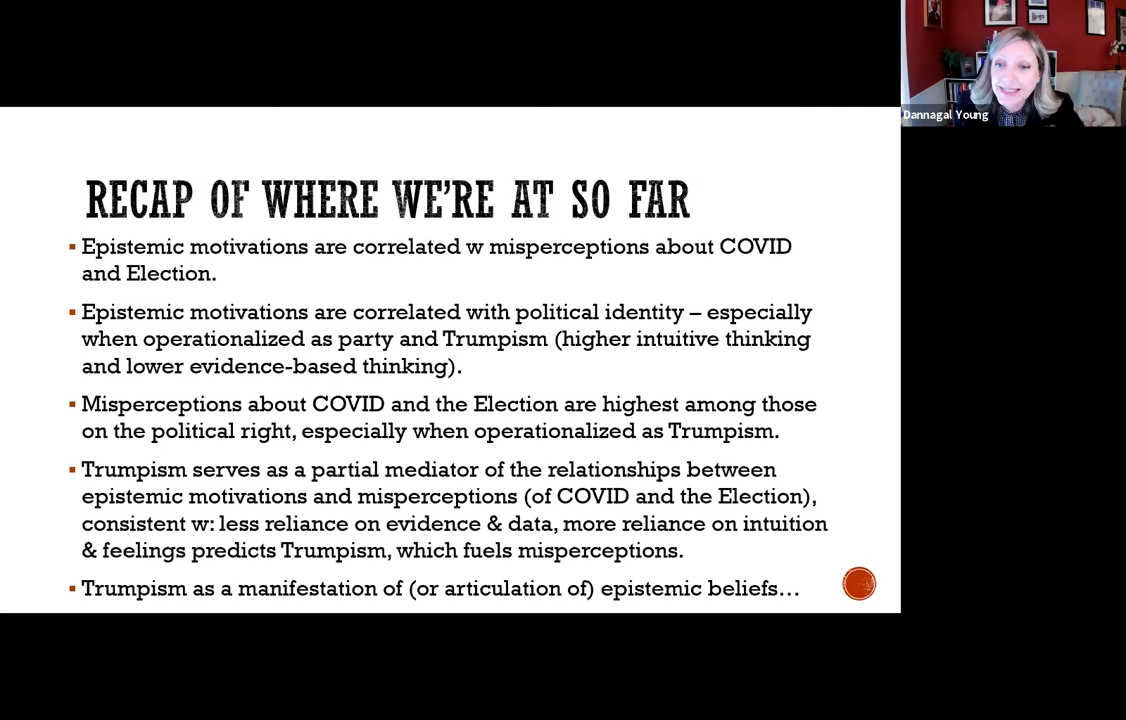 Dannagal Young
RECAP OF WHERE WE'RE AT SO FAR
Epistemic motivations are correlated w misperceptions about COVID
and Election.
Epistemic motivations are correlated with political identity – especially
when operationalized as party and Trumpism (higher intuitive thinking
and lower evidence-based thinking).
Misperceptions about COVID and the Election are highest among those
on the political right, especially when operationalized as Trumpism.
Trumpism serves as a partial mediator of the relationships between
epistemic motivations and misperceptions (of COVID and the Election),
consistent w: less reliance on evidence & data, more reliance on intuition
& feelings predicts Trumpism, which fuels misperceptions.
Trumpism as a manifestation of (or articulation of) epistemic beliefs…